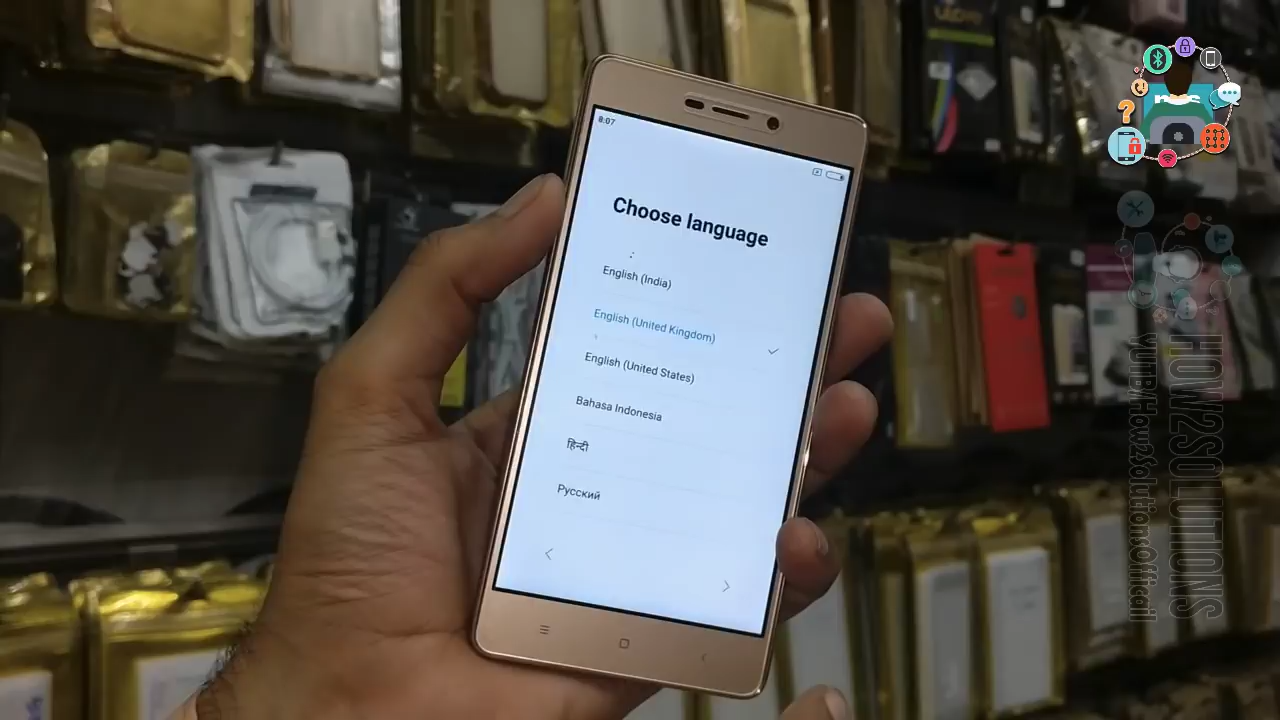 8:07
Choose language
English (India)
English (United Kingdom)
English (United States)
Bahasa Indonesia
हिन्दी
Русский
HOW2SOLUTIONS
YUTB/How2SolutionsOfficail